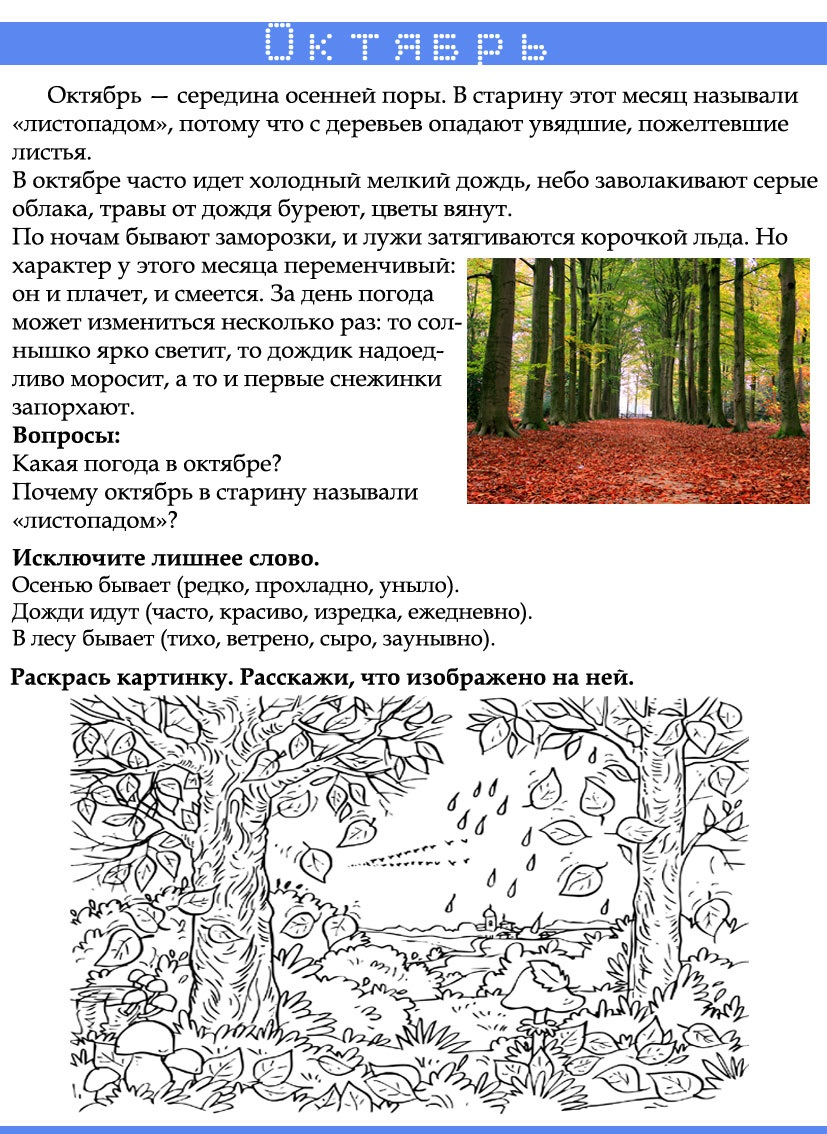 Октябрь
Октябрь — середина осенней поры. В старину этот месяц называли
«листопадом», потому что с деревьев опадают увядшие, пожелтевшие
листья.
В октябре часто идет холодный мелкий дождь, небо заволакивают серые
облака, травы от дождя буреют, цветы вянут.
По ночам бывают заморозки, и лужи затягиваются корочкой льда. Но
характер у этого месяца переменчивый:
он и плачет, и смеется. За день погода
может измениться несколько раз: то сол-
нышко ярко светит, то дождик надоед-
ливо моросит, а то и первые снежинки
запорхают.
Вопросы:
Какая погода в октябре?
Почему октябрь в старину называли
«листопадом»?
Исключите лишнее слово.
Осенью бывает (редко, прохладно, уныло).
Дожди идут (часто, красиво, изредка, ежедневно).
В лесу бывает (тихо, ветрено, сыро, заунывно).
Раскрась картинку. Расскажи, что изображено на ней.